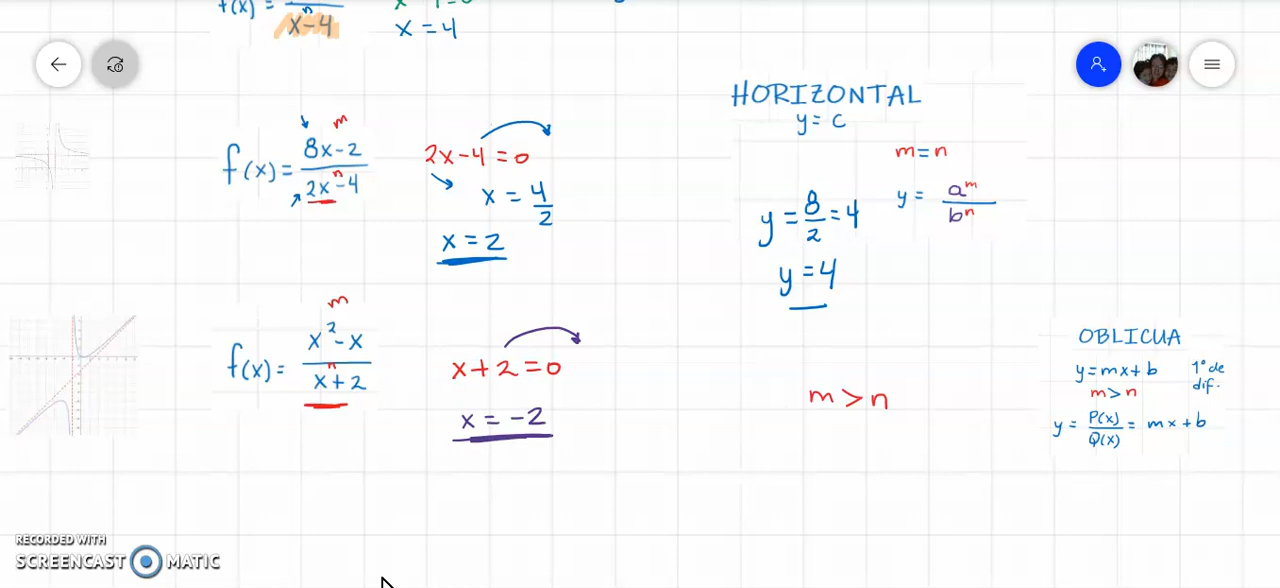 x-4
x = 4
HORIZONTAL
y = c
m = n
y = a^m / b^n
m
f(x) = 8x-2 / 2x-4
n
2x-4=0
x = 4/2
x = 2
y = 8/2 = 4
y = 4
m
f(x) = x²-x / x+2
n
x+2=0
x = -2
m > n
OBLICUA
y=mx+b 1° de
m>n dif.
y = P(x)/Q(x) = mx+b
RECORDED WITH
SCREENCAST MATIC